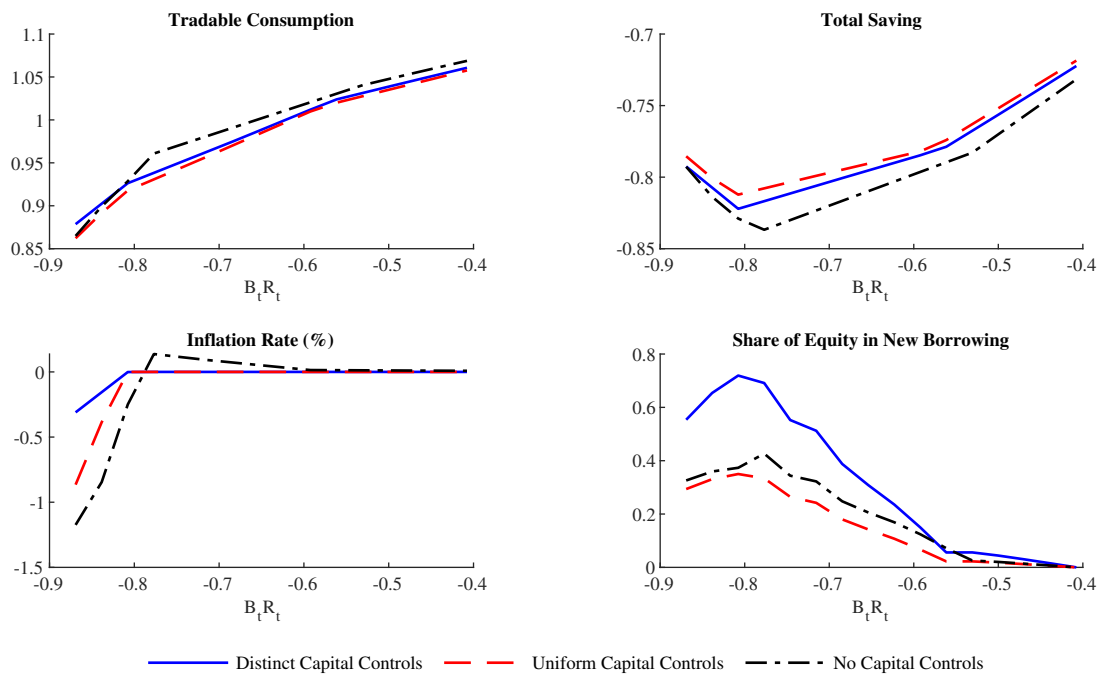 Tradable Consumption
1.1
1.05
1
0.95
0.9
0.85
-0.9 -0.8 -0.7 -0.6 -0.5 -0.4
B_tR_t
Total Saving
-0.7
-0.75
-0.8
-0.85
-0.9 -0.8 -0.7 -0.6 -0.5 -0.4
B_tR_t
Inflation Rate (%)
0
-0.5
-1
-1.5
-0.9 -0.8 -0.7 -0.6 -0.5 -0.4
B_tR_t
Share of Equity in New Borrowing
0.8
0.6
0.4
0.2
0
-0.9 -0.8 -0.7 -0.6 -0.5 -0.4
B_tR_t
Distinct Capital Controls Uniform Capital Controls No Capital Controls